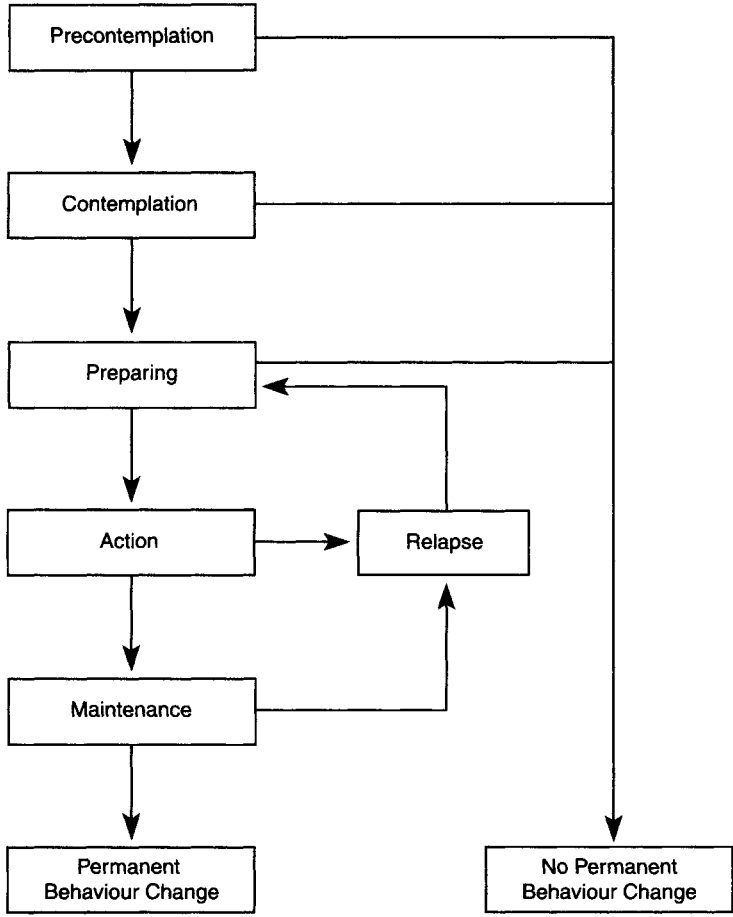 Precontemplation
Contemplation
Preparing
Action
Relapse
Maintenance
Permanent
Behaviour Change
No Permanent
Behaviour Change